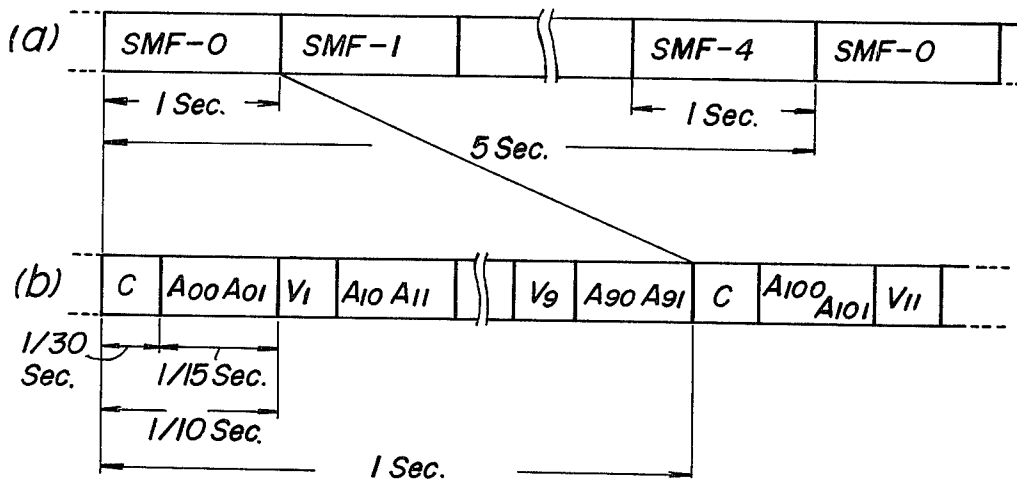 (a) SMF-0 SMF-1 SMF-4 SMF-0
1 Sec. 1 Sec.
5 Sec.
(b) C A00 A01 V1 A10 A11 V9 A90 A91 C A100 A101 V11
1/30 Sec. 1/15 Sec.
1/10 Sec.
1 Sec.